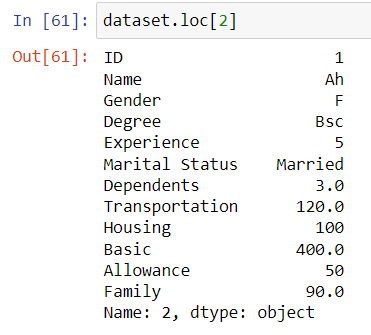 In [61]: dataset.loc[2]
Out[61]: ID 1
Name Ah
Gender F
Degree Bsc
Experience 5
Marital Status Married
Dependents 3.0
Transportation 120.0
Housing 100
Basic 400.0
Allowance 50
Family 90.0
Name: 2, dtype: object